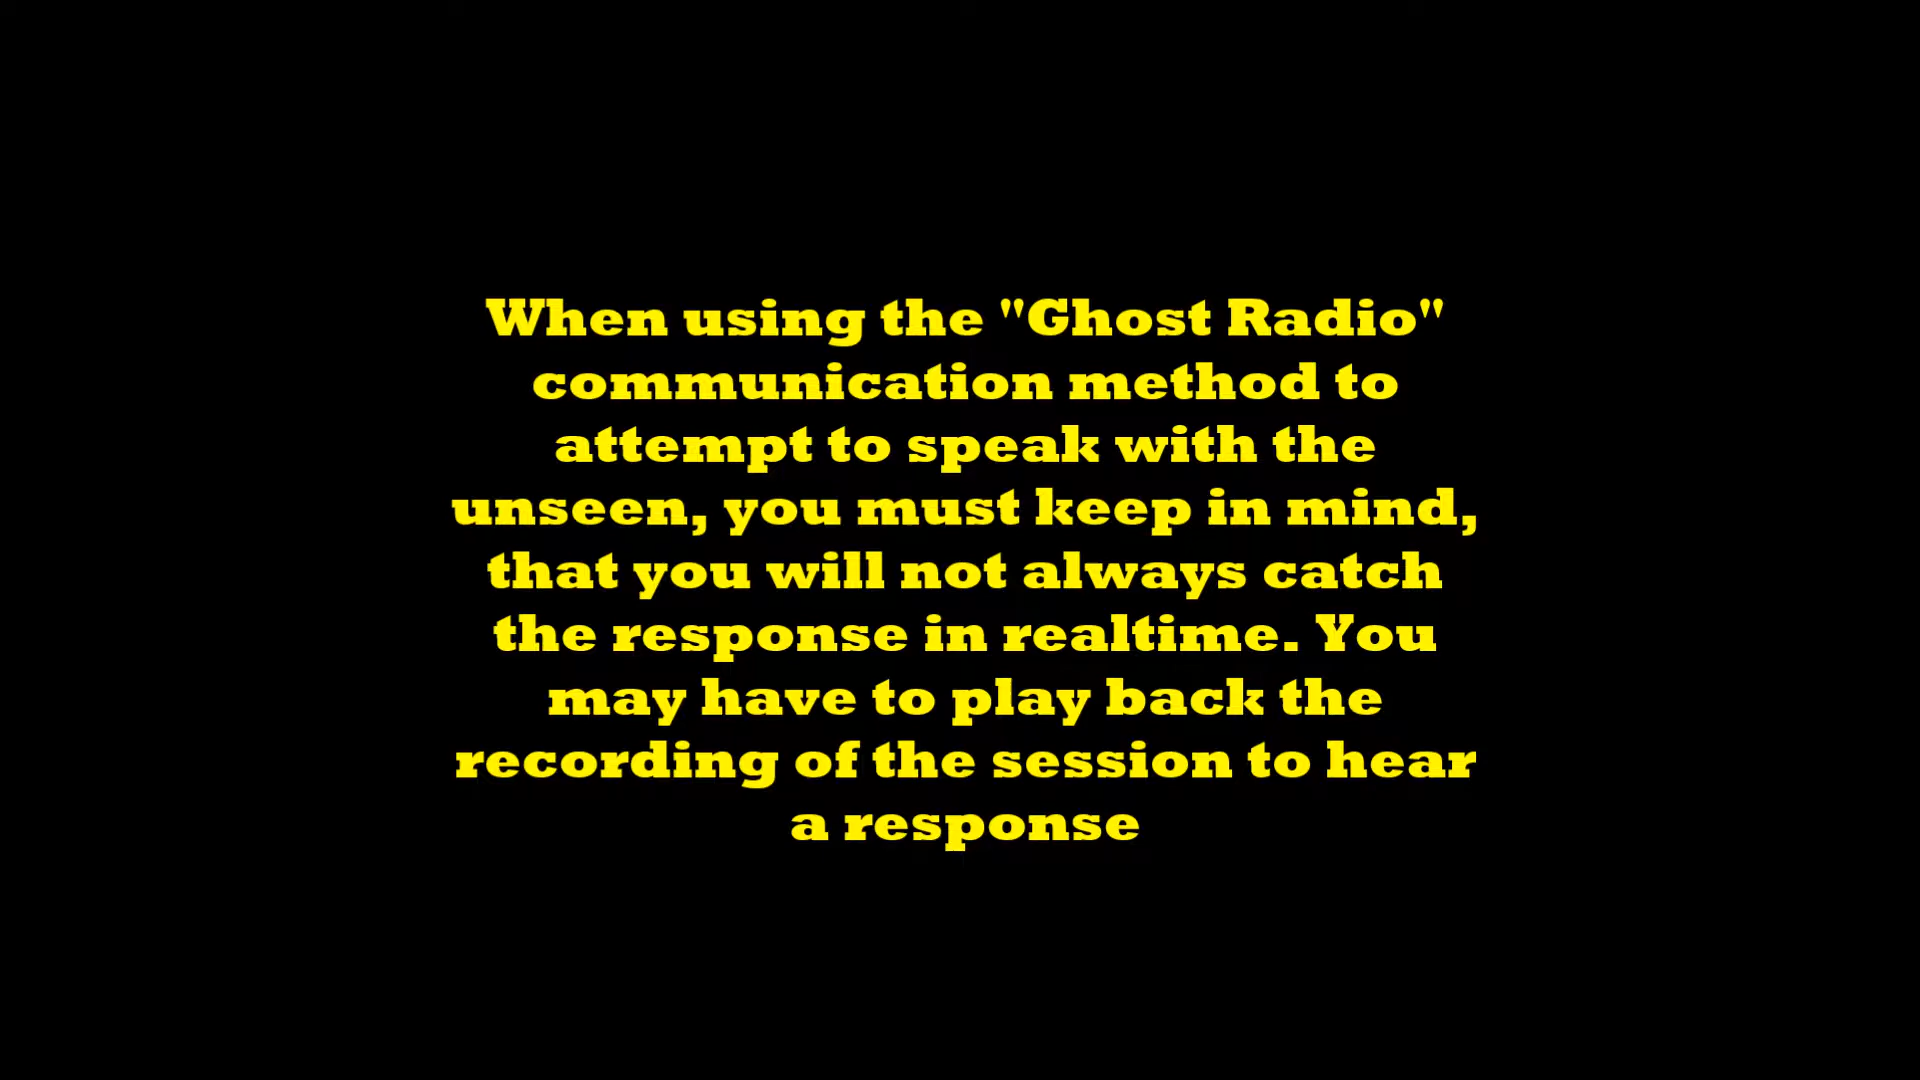 When using the "Ghost Radio"
communication method to
attempt to speak with the
unseen, you must keep in mind,
that you will not always catch
the response in realtime. You
may have to play back the
recording of the session to hear
a response